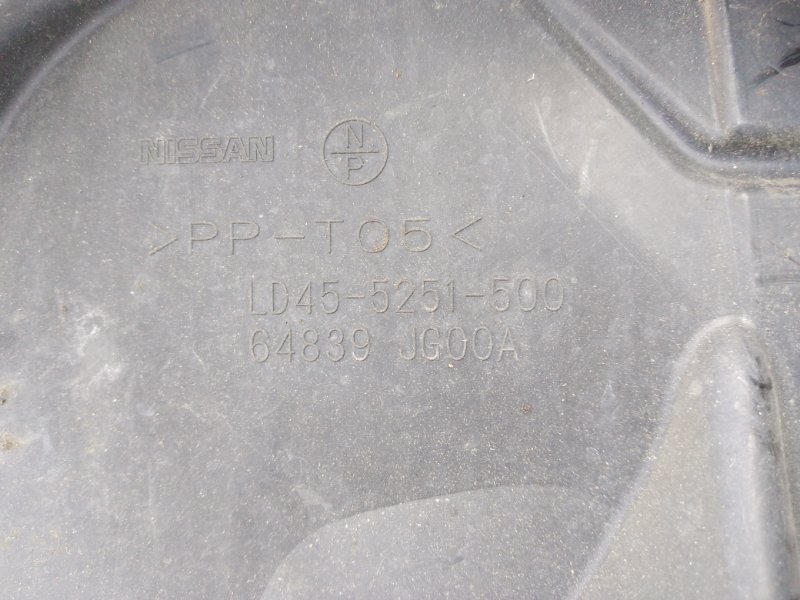 NISSAN
N
P
>PP-T05<
LD45-5251-500
64839 JG00A